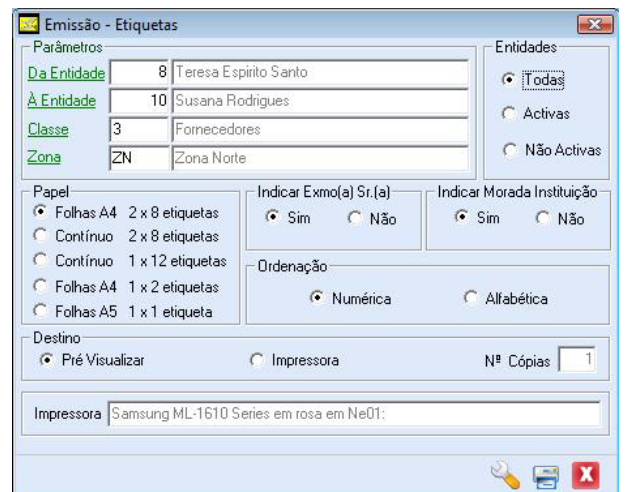 Emissão - Etiquetas
Parâmetros
Da Entidade 8 Teresa Espirito Santo
À Entidade 10 Susana Rodrigues
Classe 3 Fornecedores
Zona ZN Zona Norte
Entidades
Todas
Activas
Não Activas
Papel
Folhas A4 2 x 8 etiquetas
Contínuo 2 x 8 etiquetas
Contínuo 1 x 12 etiquetas
Folhas A4 1 x 2 etiquetas
Folhas A5 1 x 1 etiqueta
Indicar Exmo(a) Sr.(a)
Sim Não
Indicar Morada Instituição
Sim Não
Ordenação
Numérica Alfabética
Destino
Pré Visualizar Impressora Nº Cópias 1
Impressora Samsung ML-1610 Series em rosa em Ne01: